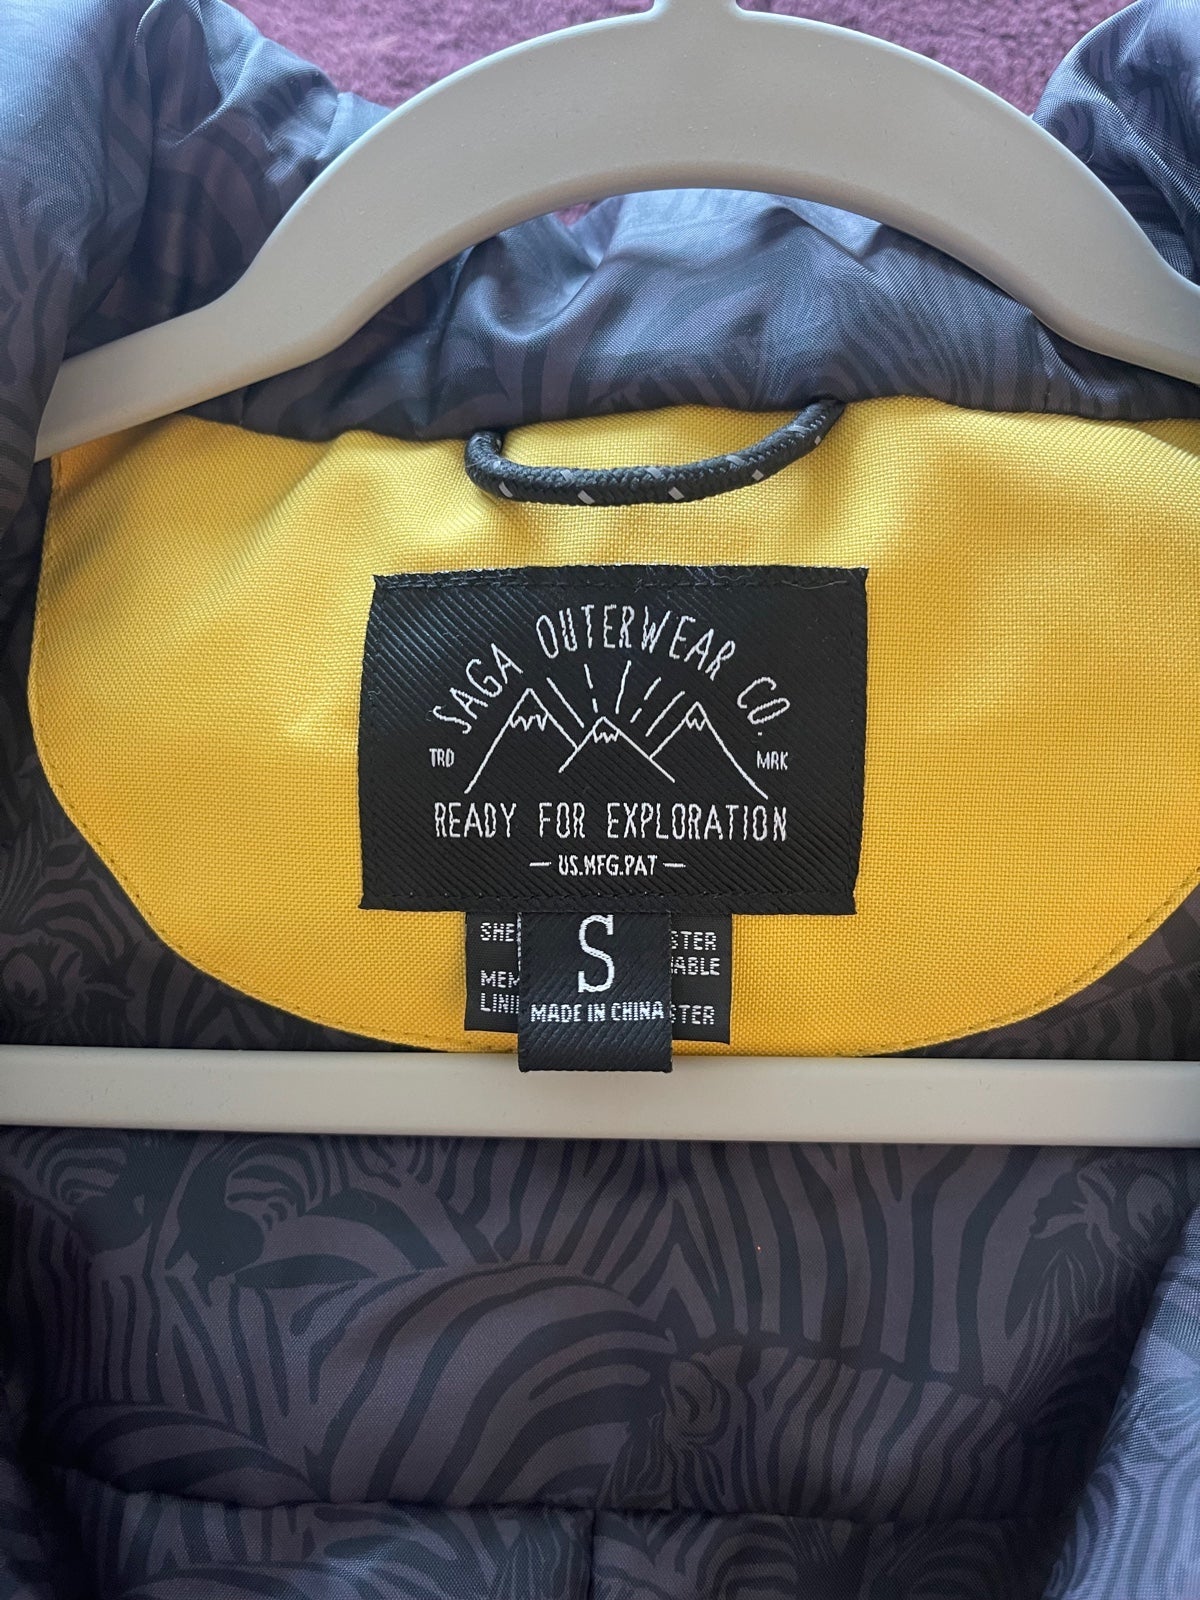 SAGA OUTERWEAR CO.
TRD MRK
READY FOR EXPLORATION
— US.MFG.PAT —
S
MADE IN CHINA